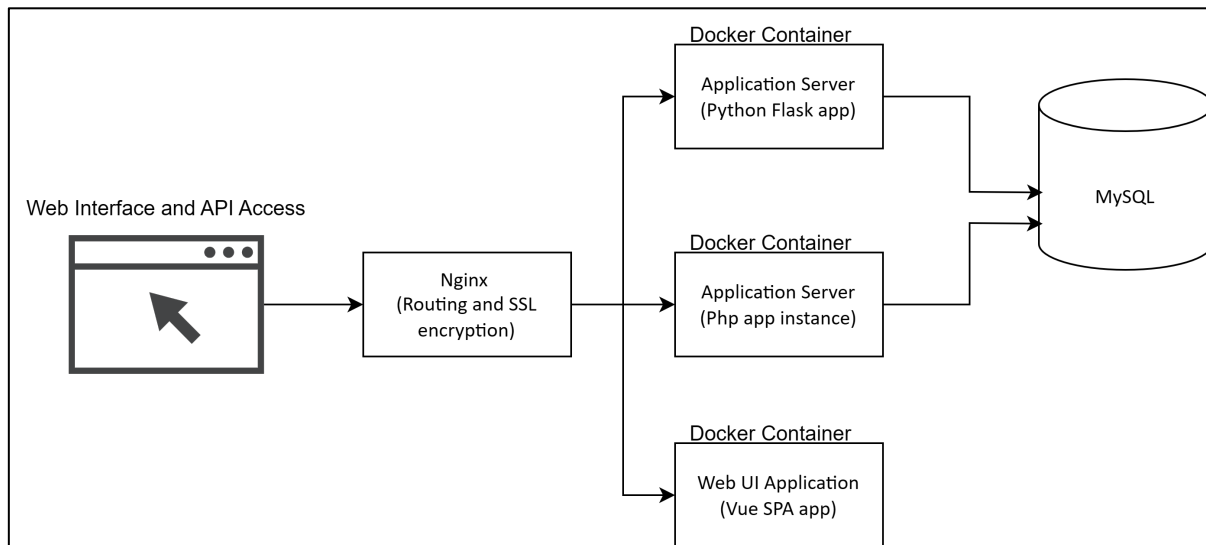 Docker Container
Application Server
(Python Flask app)
MySQL
Web Interface and API Access
Nginx
(Routing and SSL
encryption)
Docker Container
Application Server
(Php app instance)
Docker Container
Web UI Application
(Vue SPA app)